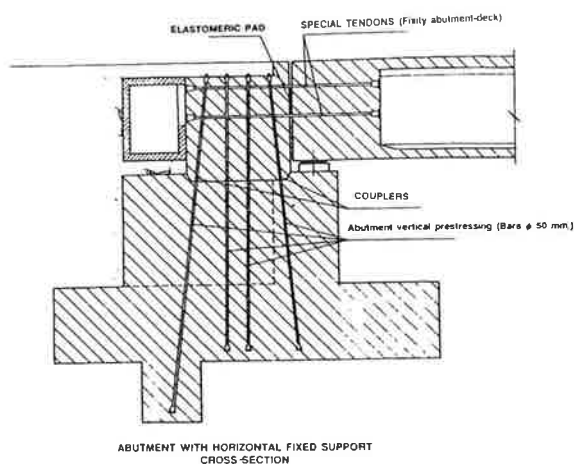 SPECIAL TENDONS (Finity abutment-deck)
ELASTOMERIC PAD
COUPLERS
Abutment vertical prestressing (Bars ϕ 50 mm.)
ABUTMENT WITH HORIZONTAL FIXED SUPPORT
CROSS-SECTION